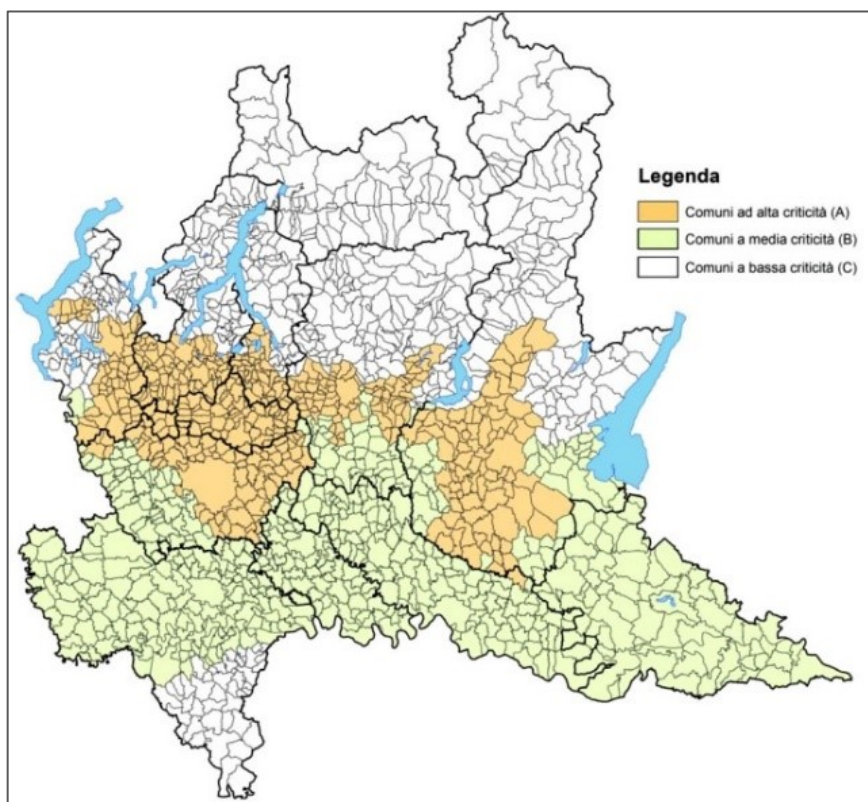 Legenda
Comuni ad alta criticità (A)
Comuni a media criticità (B)
Comuni a bassa criticità (C)